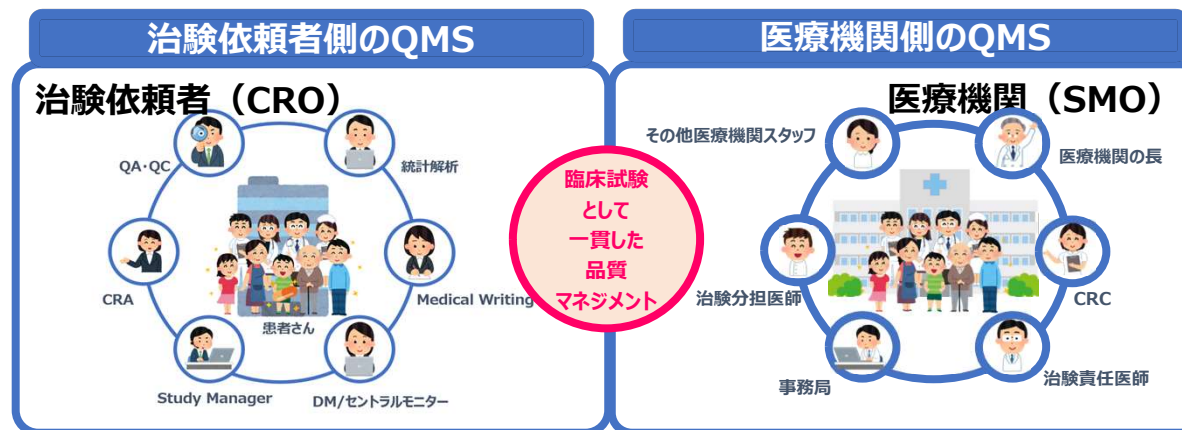 治験依頼者側のQMS
医療機関側のQMS
治験依頼者（CRO）
QA・QC
統計解析
CRA
Medical Writing
患者さん
Study Manager
DM/セントラルモニター
臨床試験
として
一貫した
品質
マネジメント
医療機関（SMO）
その他医療機関スタッフ
医療機関の長
治験分担医師
CRC
事務局
治験責任医師